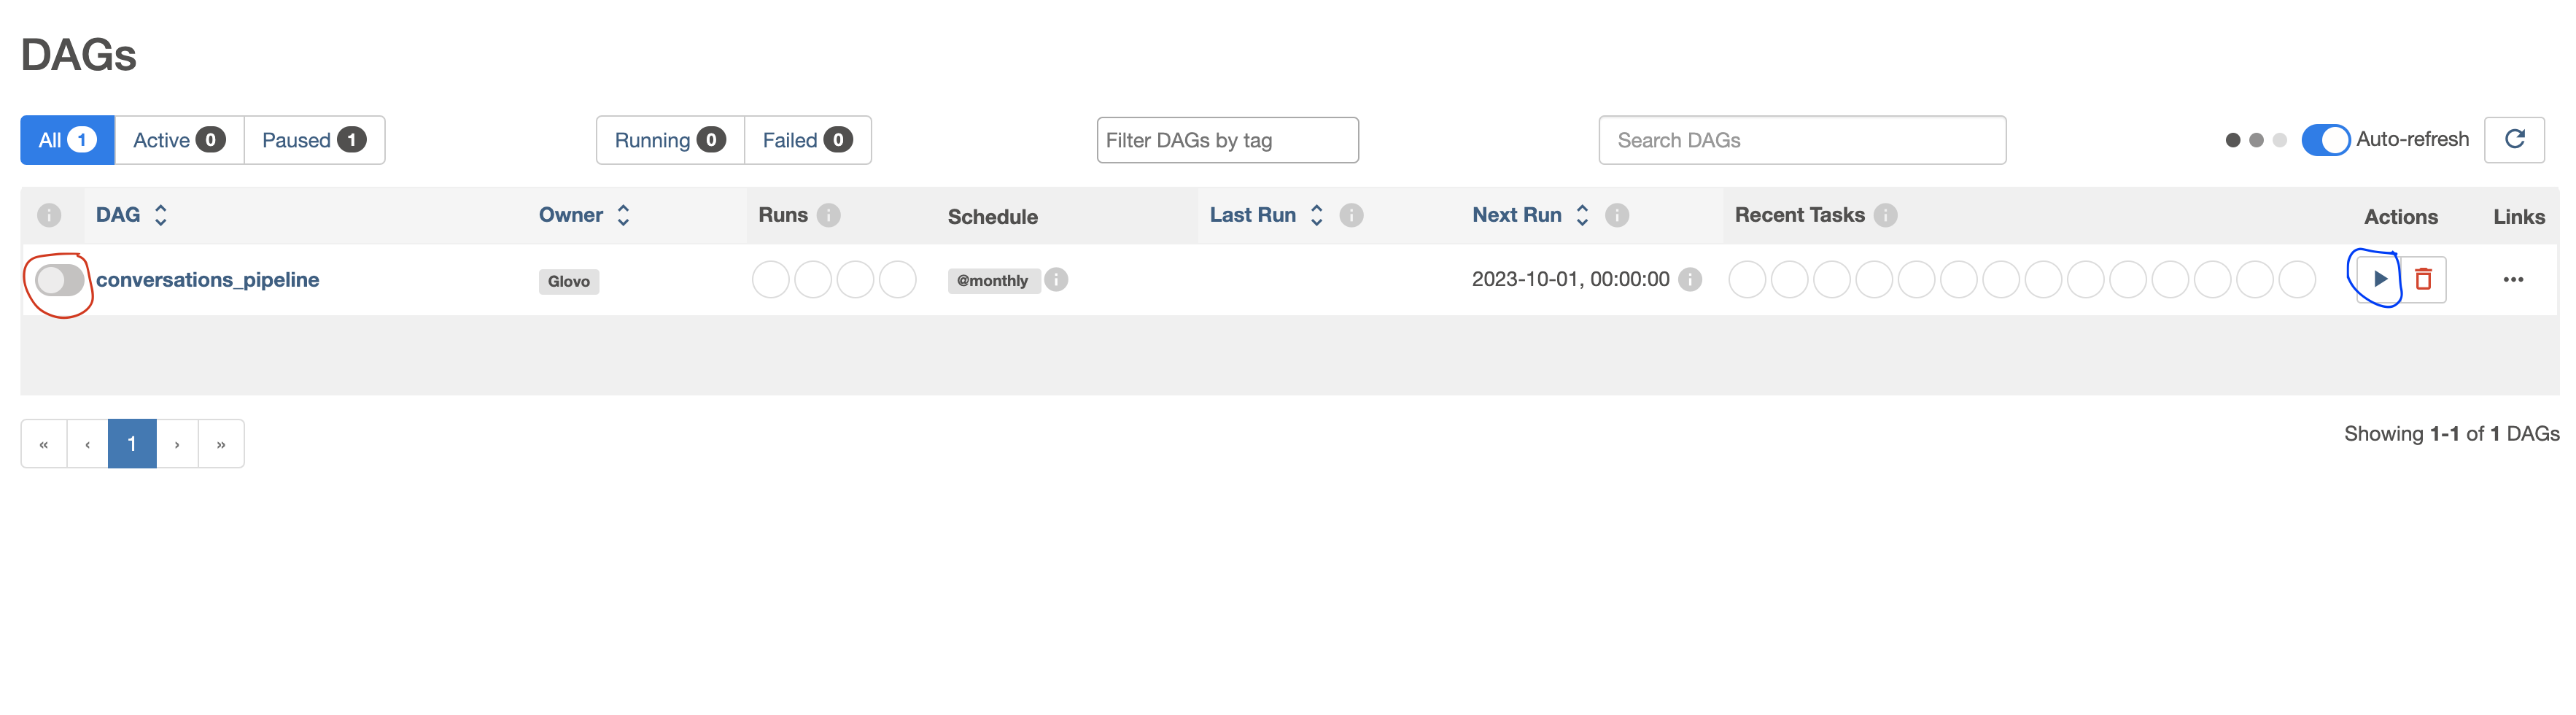 DAGs
All 1 Active 0 Paused 1 Running 0 Failed 0 Filter DAGs by tag Search DAGs Auto-refresh
DAG Owner Runs Schedule Last Run Next Run Recent Tasks Actions Links
conversations_pipeline Glovo @monthly 2023-10-01, 00:00:00
« ‹ 1 › » Showing 1-1 of 1 DAGs